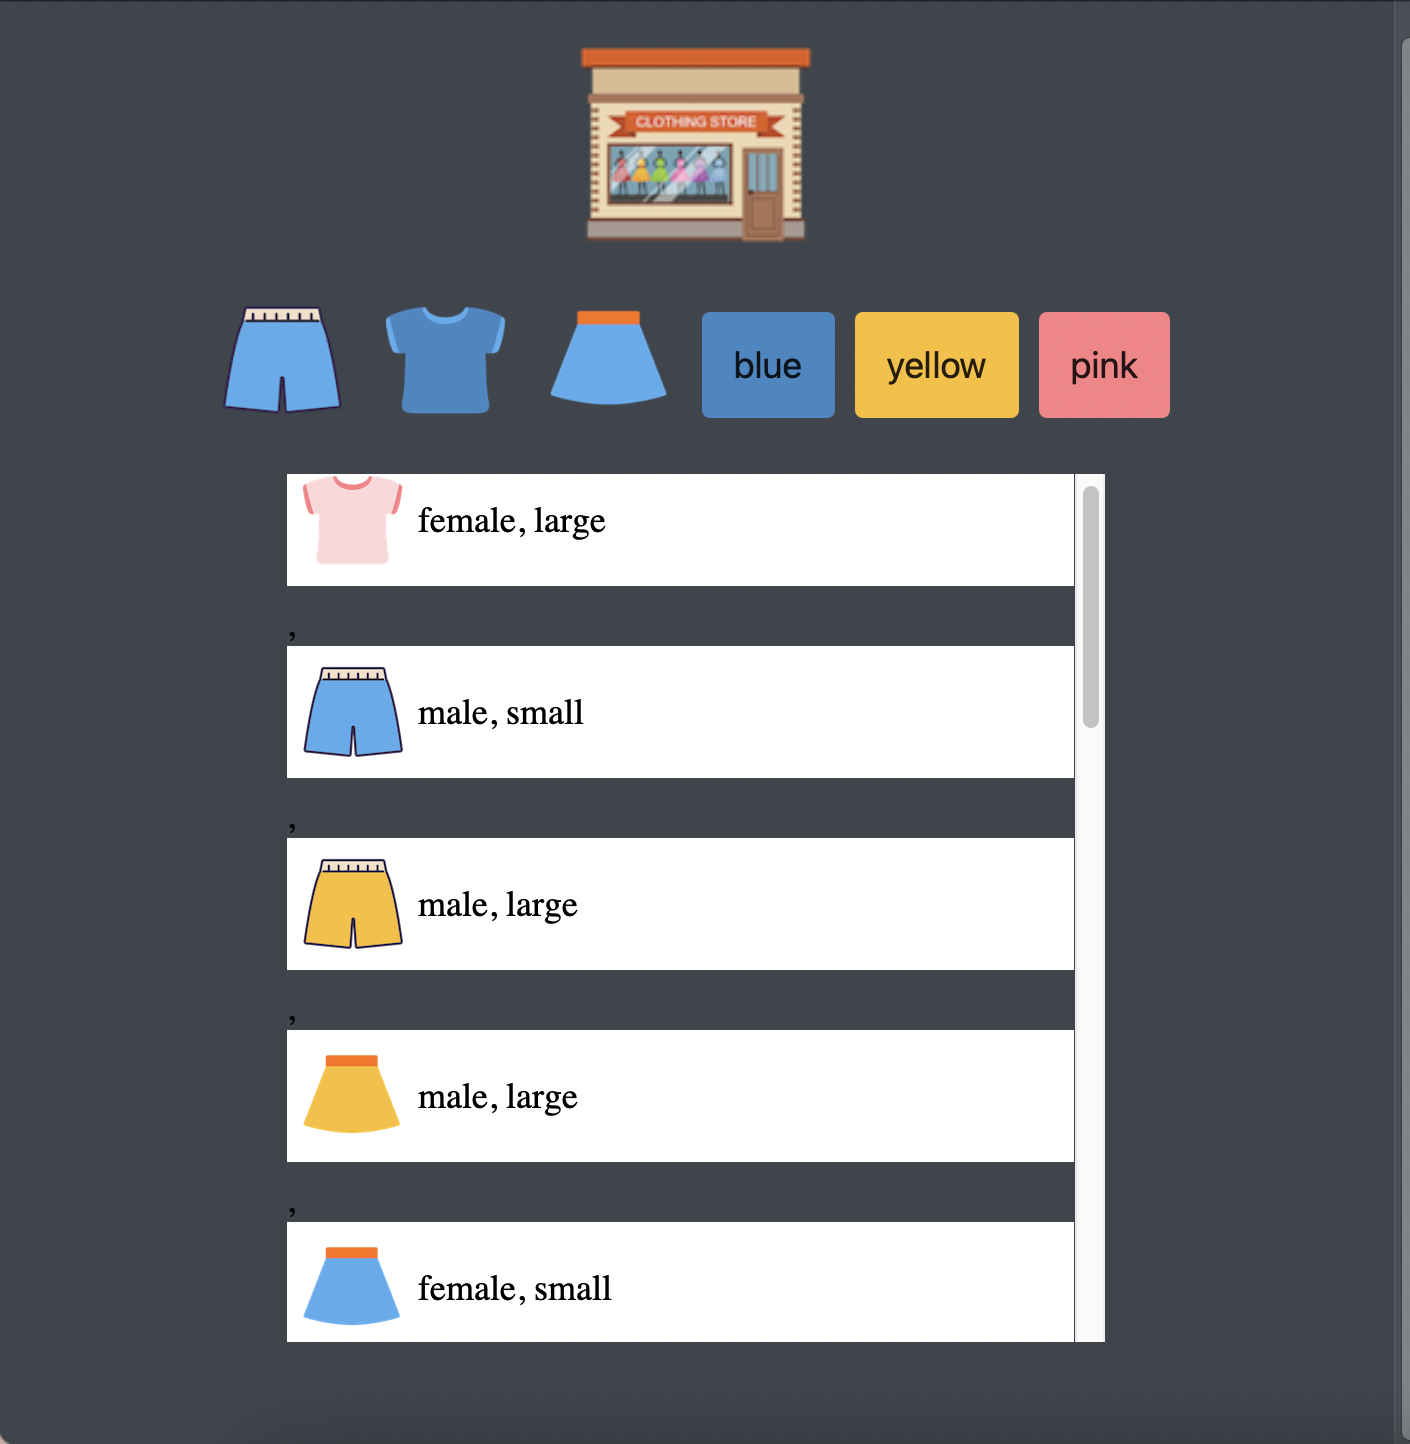 CLOTHING STORE
blue yellow pink
female, large
,
male, small
,
male, large
,
male, large
,
female, small